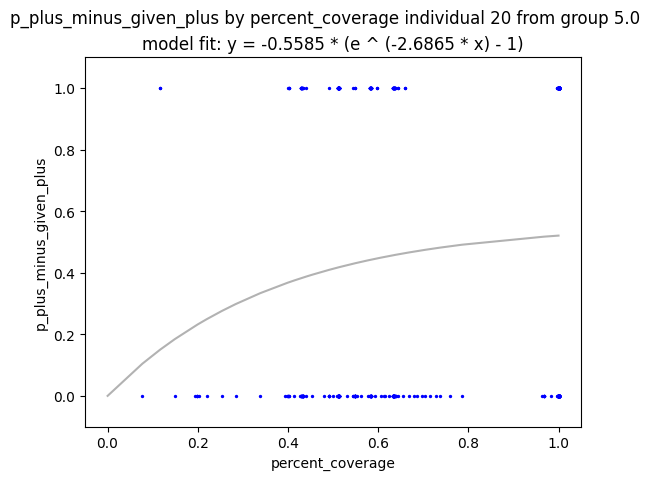 p_plus_minus_given_plus by percent_coverage individual 20 from group 5.0
model fit: y = -0.5585 * (e ^ (-2.6865 * x) - 1)
1.0
0.8
0.6
0.4
0.2
0.0
p_plus_minus_given_plus
0.0 0.2 0.4 0.6 0.8 1.0
percent_coverage